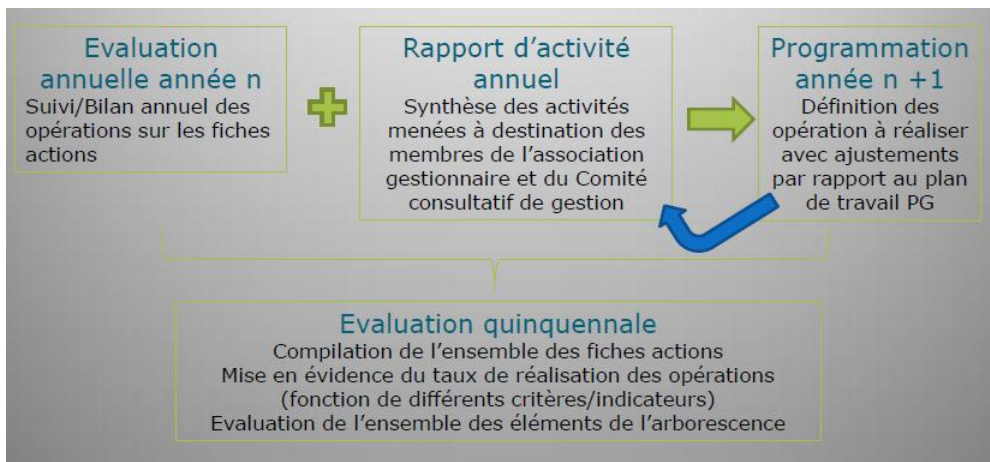 Evaluation
annuelle année n
Suivi/Bilan annuel des
opérations sur les fiches
actions
Rapport d'activité
annuel
Synthèse des activités
menées à destination des
membres de l'association
gestionnaire et du Comité
consultatif de gestion
Programmation
année n +1
Définition des
opération à réaliser
avec ajustements
par rapport au plan
de travail PG
Evaluation quinquennale
Compilation de l'ensemble des fiches actions
Mise en évidence du taux de réalisation des opérations
(fonction de différents critères/indicateurs)
Evaluation de l'ensemble des éléments de l'arborescence